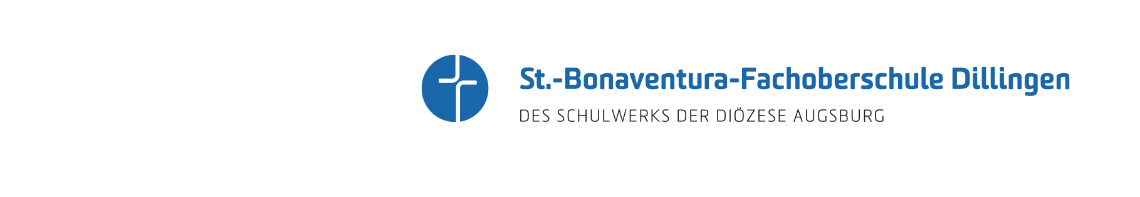 St.-Bonaventura-Fachoberschule Dillingen
DES SCHULWERKS DER DIÖZESE AUGSBURG